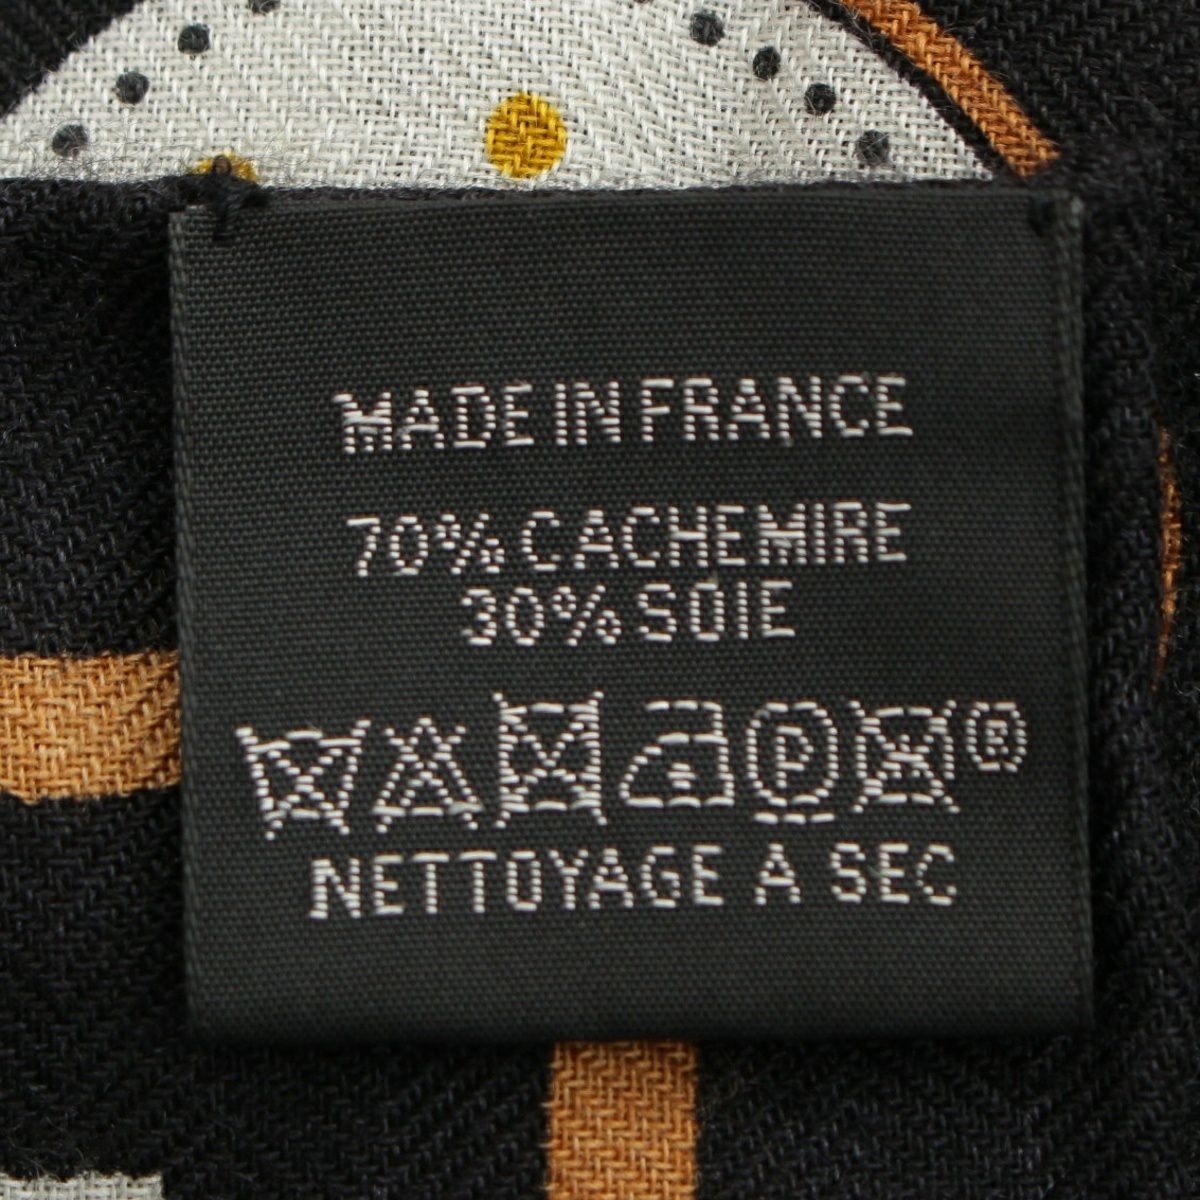 MADE IN FRANCE
70% CACHEMIRE
30% SOIE
P ®
NETTOYAGE A SEC